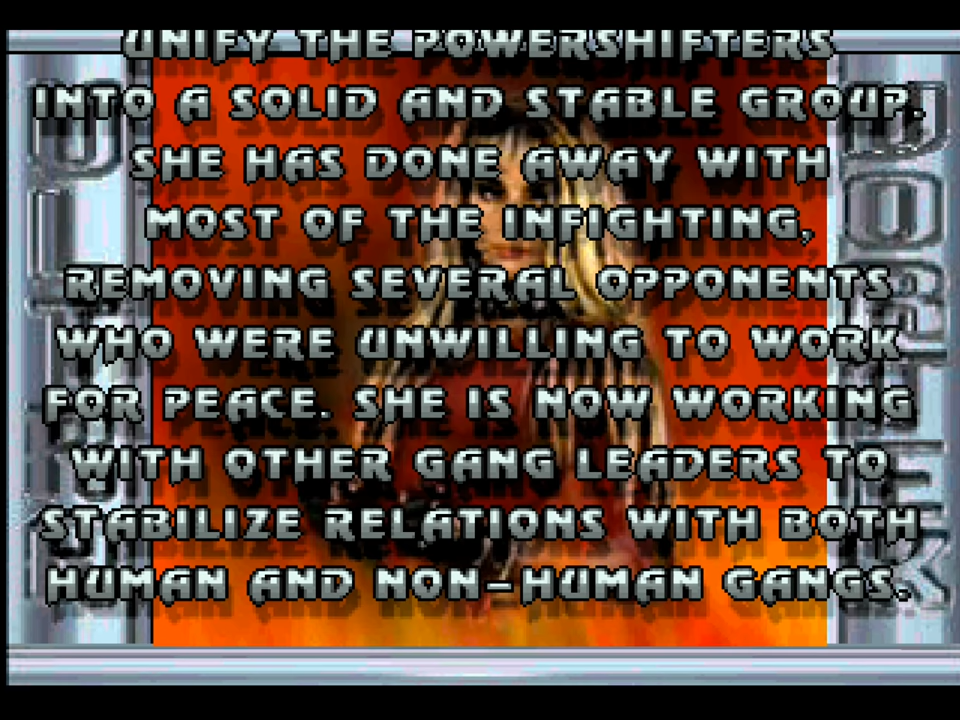 UNIFY THE POWERSHIFTERS
INTO A SOLID AND STABLE GROUP.
SHE HAS DONE AWAY WITH
MOST OF THE INFIGHTING,
REMOVING SEVERAL OPPONENTS
WHO WERE UNWILLING TO WORK
FOR PEACE. SHE IS NOW WORKING
WITH OTHER GANG LEADERS TO
STABILIZE RELATIONS WITH BOTH
HUMAN AND NON-HUMAN GANGS.